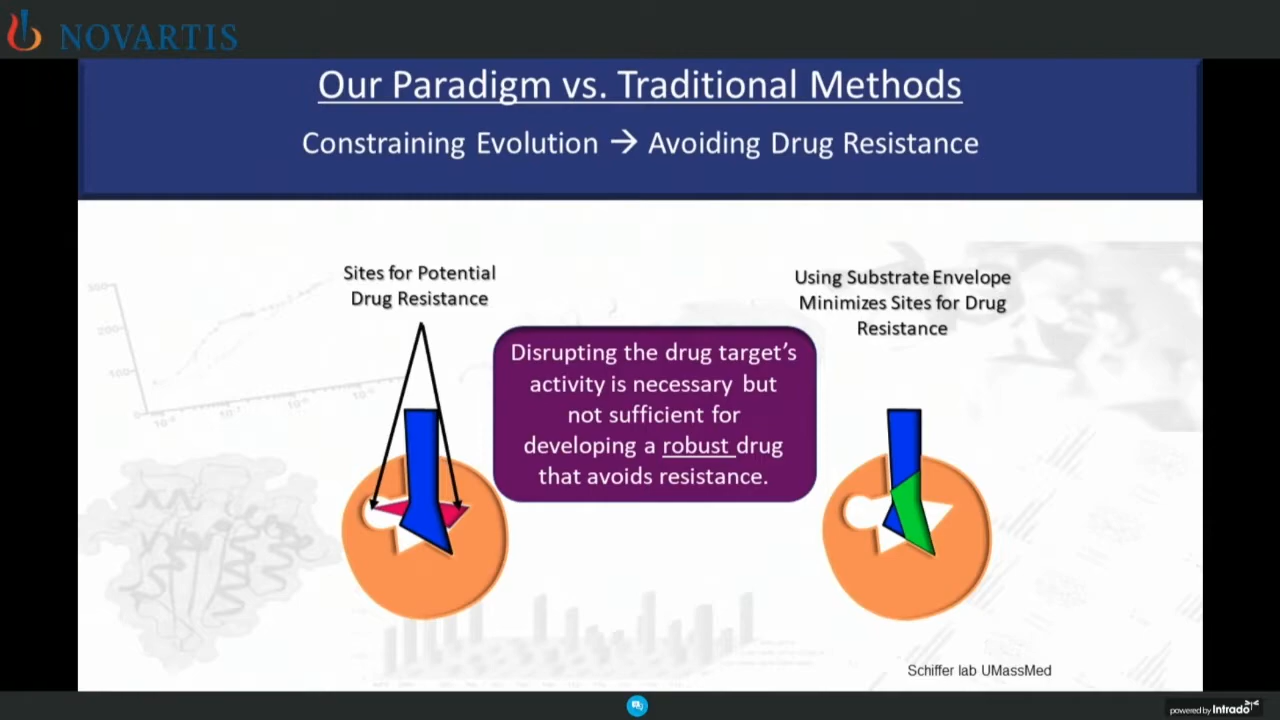 NOVARTIS
Our Paradigm vs. Traditional Methods
Constraining Evolution → Avoiding Drug Resistance
Sites for Potential
Drug Resistance
Using Substrate Envelope
Minimizes Sites for Drug
Resistance
Disrupting the drug target's
activity is necessary but
not sufficient for
developing a robust drug
that avoids resistance.
200
100
Schiffer lab UMassMed
powered by Intrado